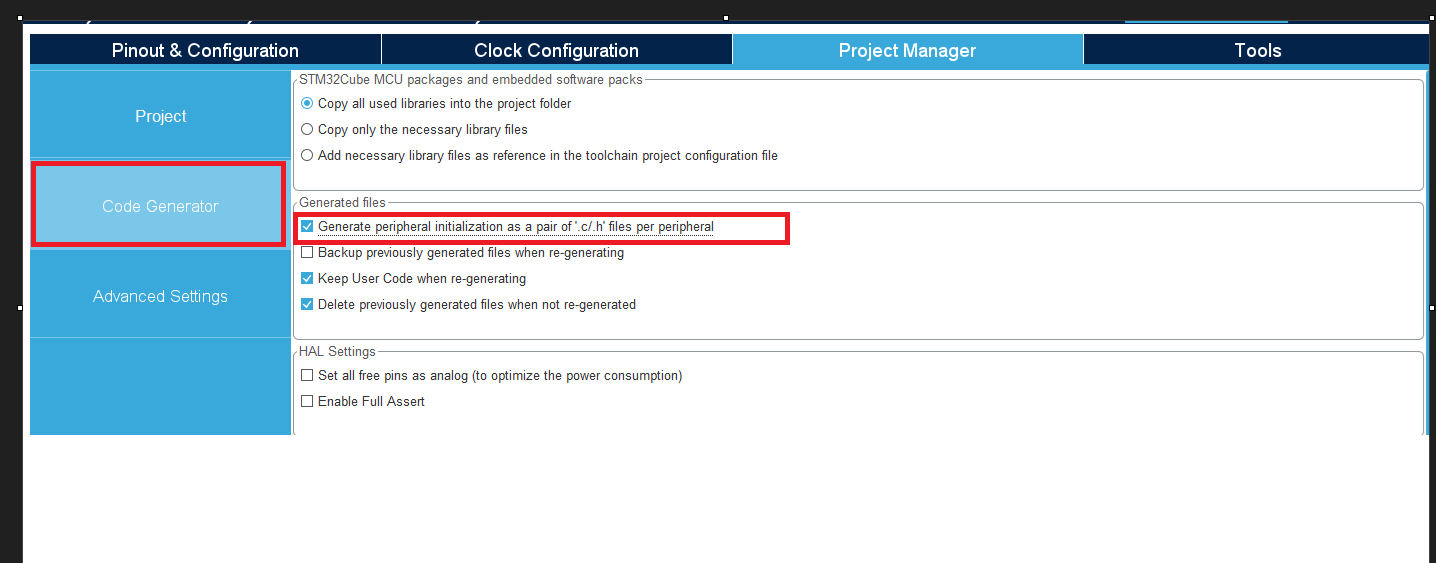 Pinout & Configuration
Clock Configuration
Project Manager
Tools
Project
Code Generator
Advanced Settings
STM32Cube MCU packages and embedded software packs
Copy all used libraries into the project folder
Copy only the necessary library files
Add necessary library files as reference in the toolchain project configuration file
Generated files
Generate peripheral initialization as a pair of '.c/.h' files per peripheral
Backup previously generated files when re-generating
Keep User Code when re-generating
Delete previously generated files when not re-generated
HAL Settings
Set all free pins as analog (to optimize the power consumption)
Enable Full Assert